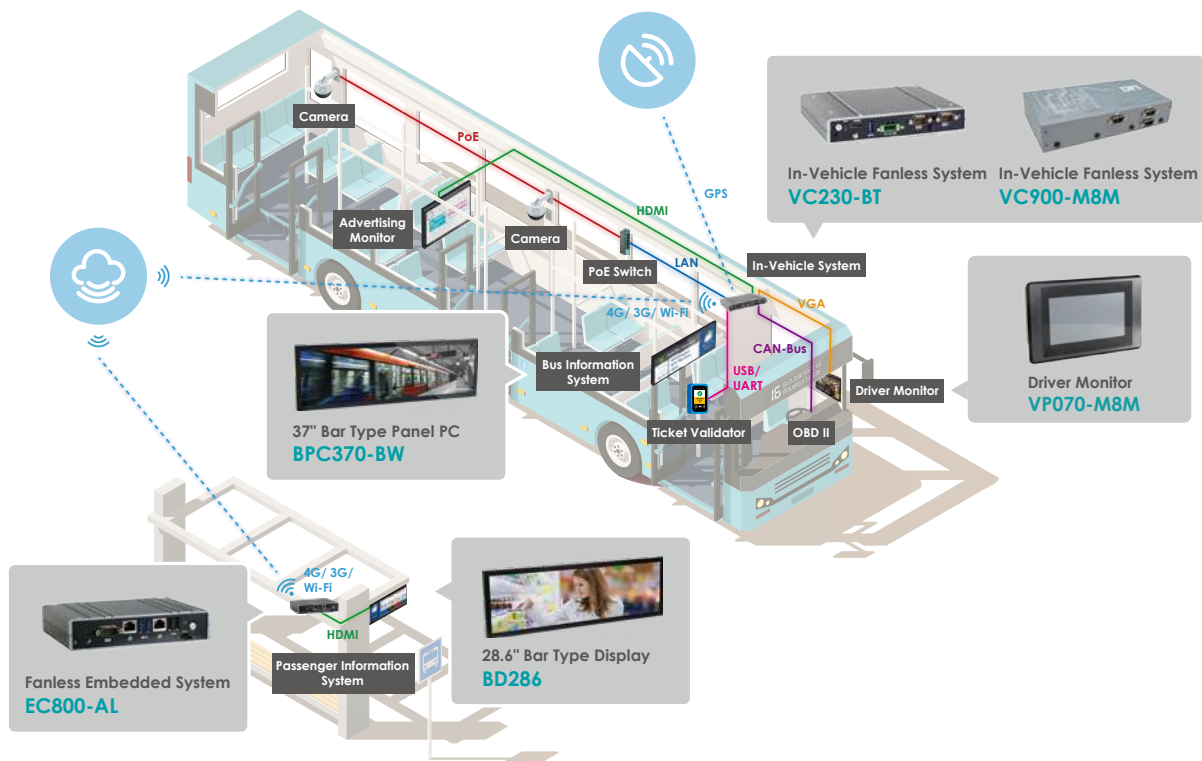 Camera
PoE
GPS
HDMI
Advertising
Monitor
Camera
PoE Switch
LAN
In-Vehicle System
4G/ 3G/ Wi-Fi
VGA
CAN-Bus
USB/
UART
Bus Information
System
Driver Monitor
Ticket Validator
OBD II
16
In-Vehicle Fanless System
VC230-BT
In-Vehicle Fanless System
VC900-M8M
Driver Monitor
VP070-M8M
37" Bar Type Panel PC
BPC370-BW
4G/ 3G/
Wi-Fi
HDMI
Passenger Information
System
Fanless Embedded System
EC800-AL
28.6" Bar Type Display
BD286